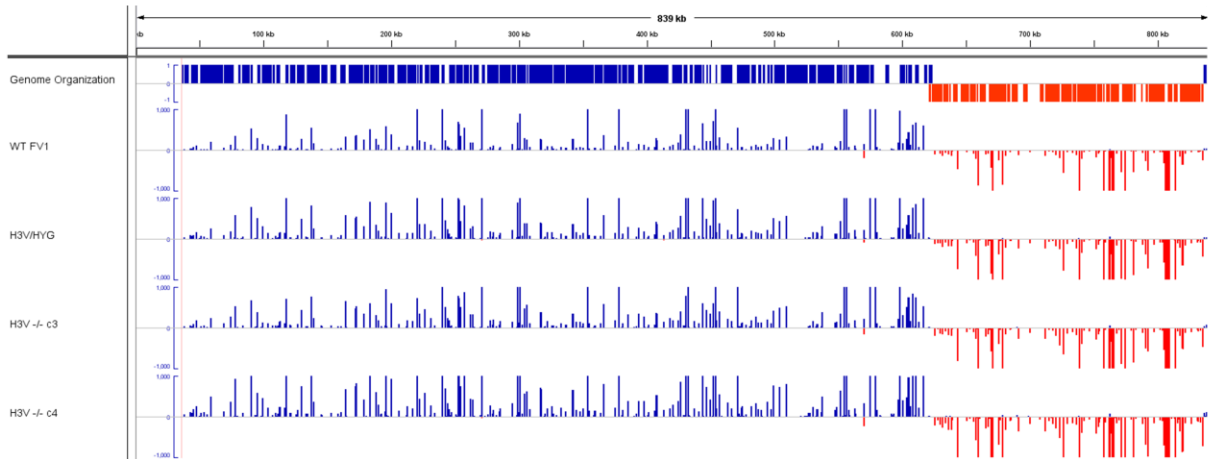 839 kb
kb 100 kb 200 kb 300 kb 400 kb 500 kb 600 kb 700 kb 800 kb
Genome Organization
1
0
-1
WT FV1
1,000
0
-1,000
H3V/HYG
1,000
0
-1,000
H3V -/- c3
1,000
0
-1,000
H3V -/- c4
1,000
0
-1,000